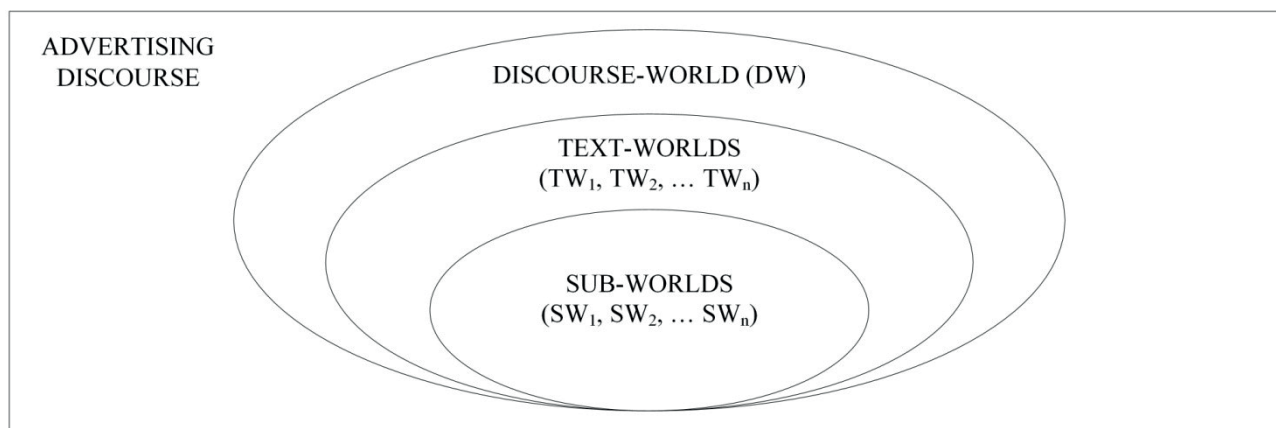 ADVERTISING
DISCOURSE
DISCOURSE-WORLD (DW)
TEXT-WORLDS
(TW₁, TW₂, … TWₙ)
SUB-WORLDS
(SW₁, SW₂, … SWₙ)